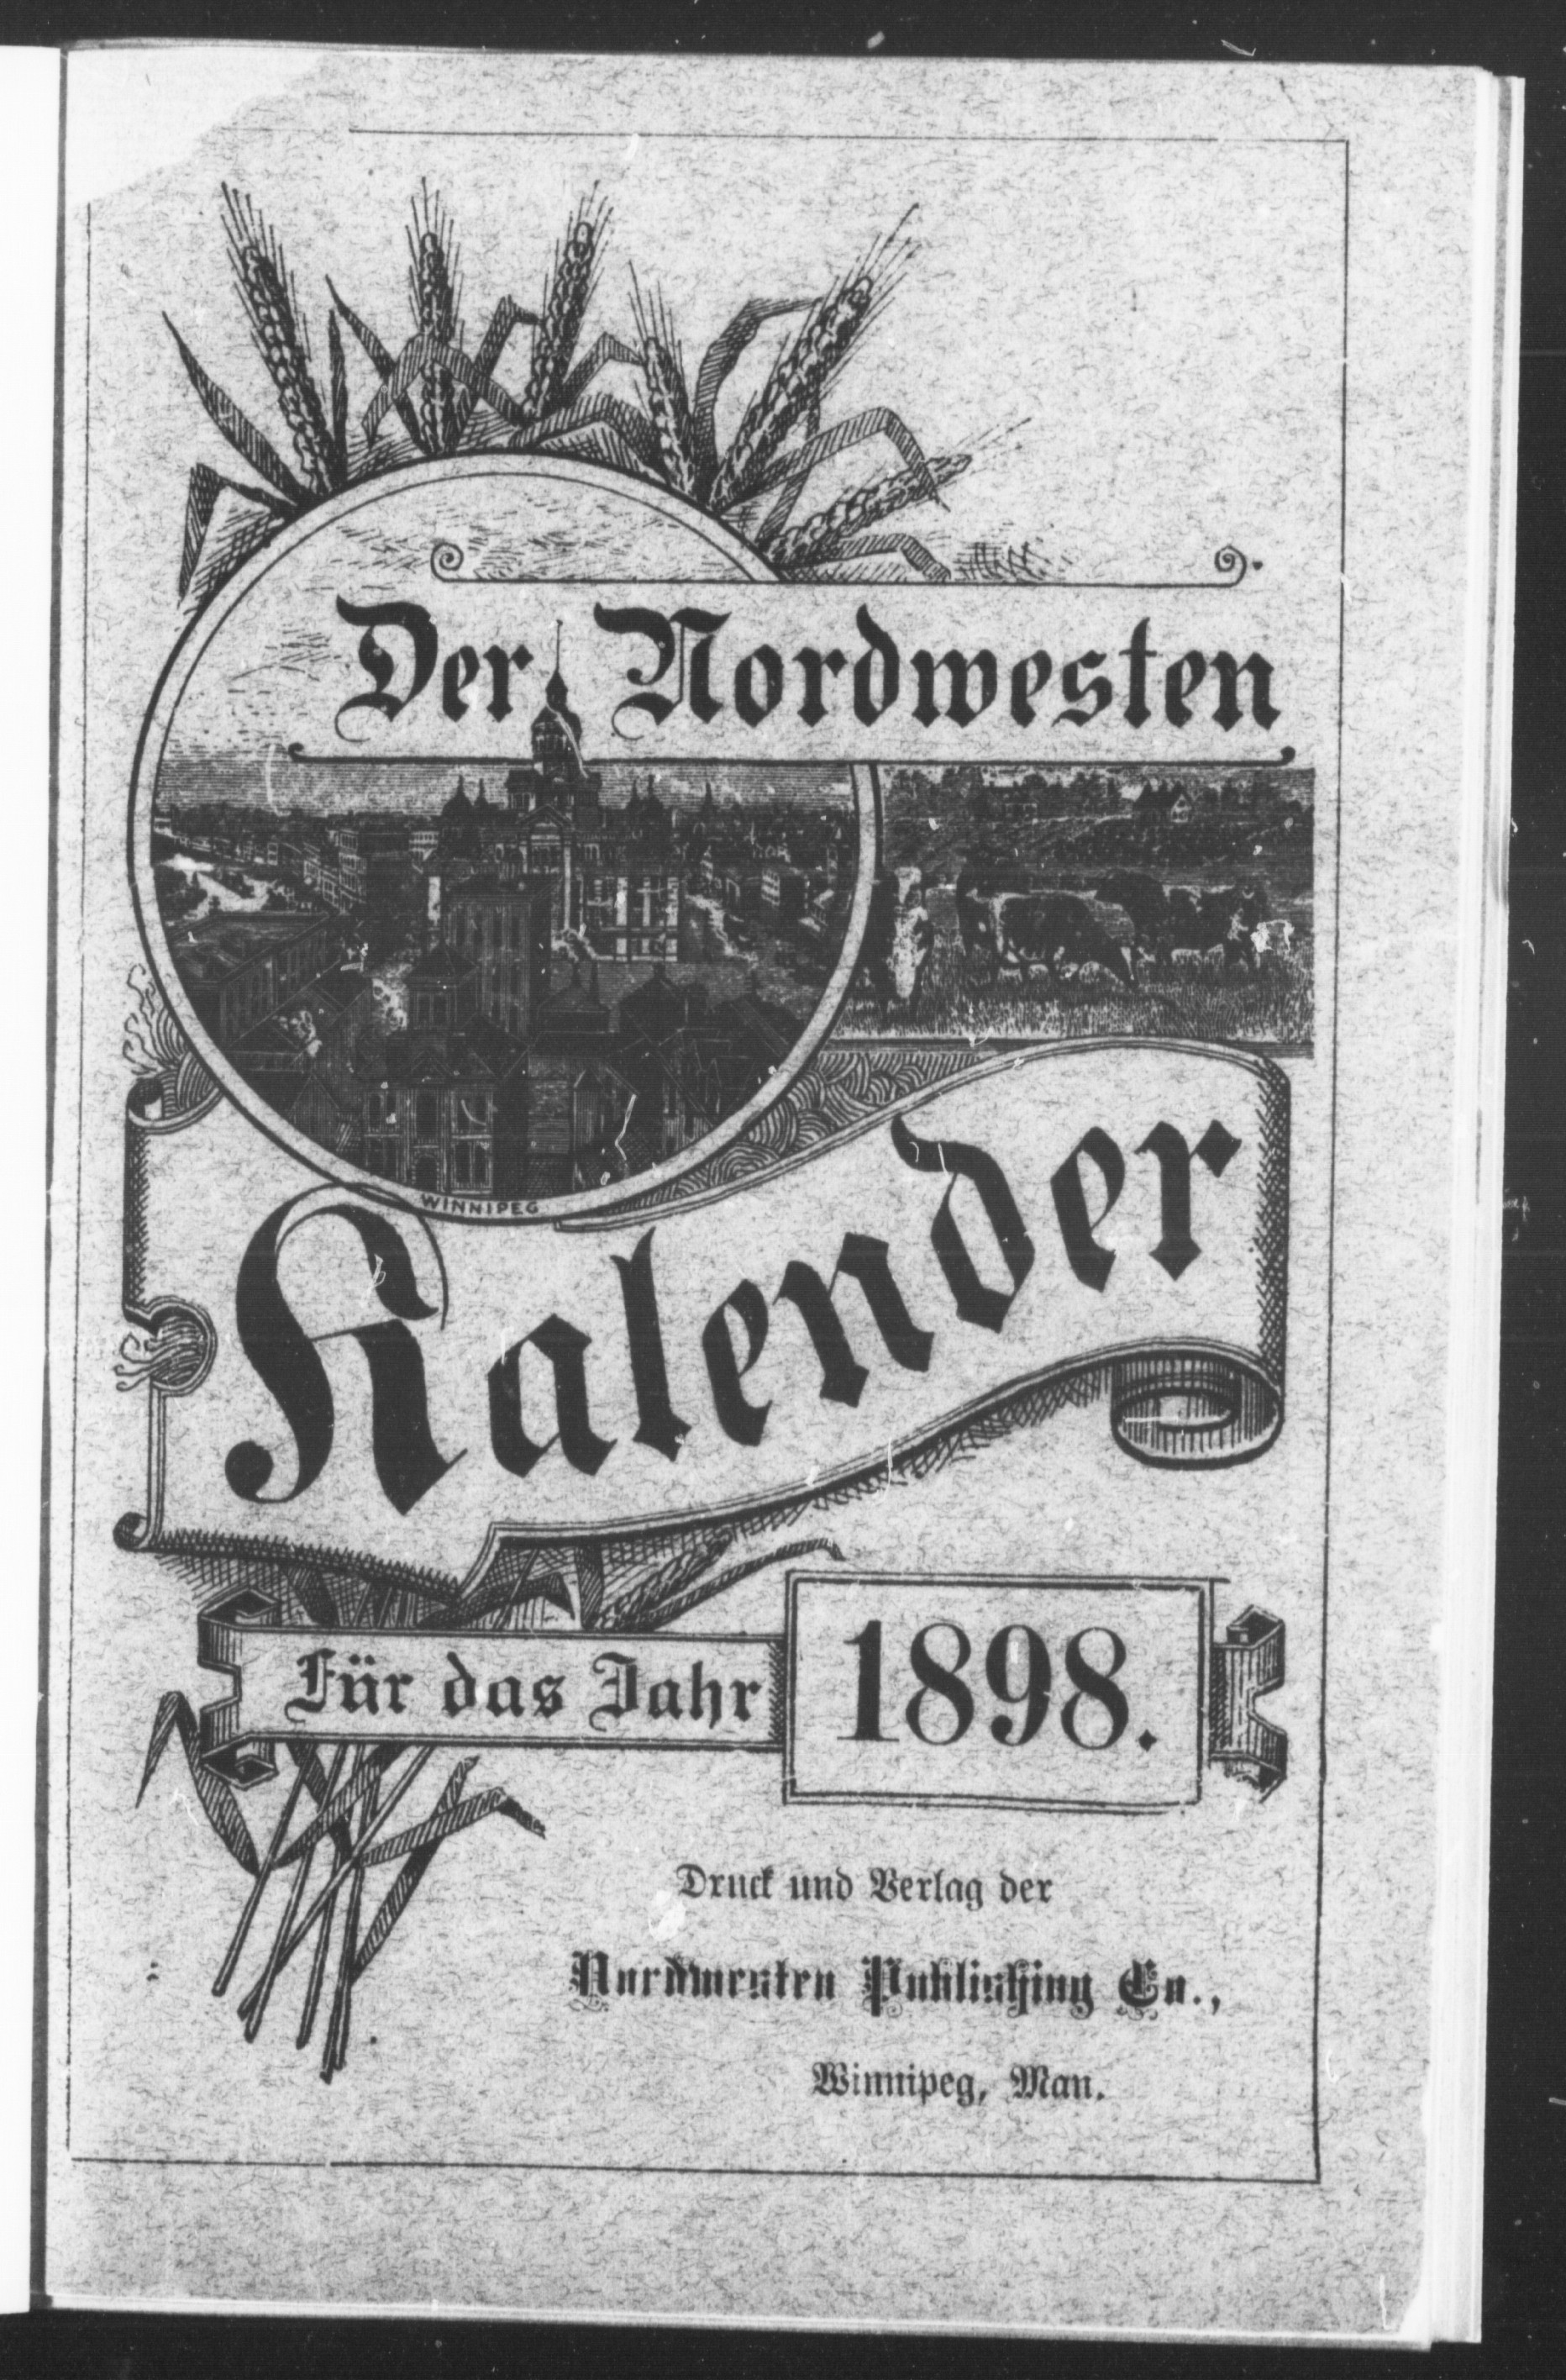 Der Nordwesten
WINNIPEG
Kalender
Für das Jahr 1898.
Druck und Verlag der
Nordwesten Publishing Co.,
Winnipeg, Man.